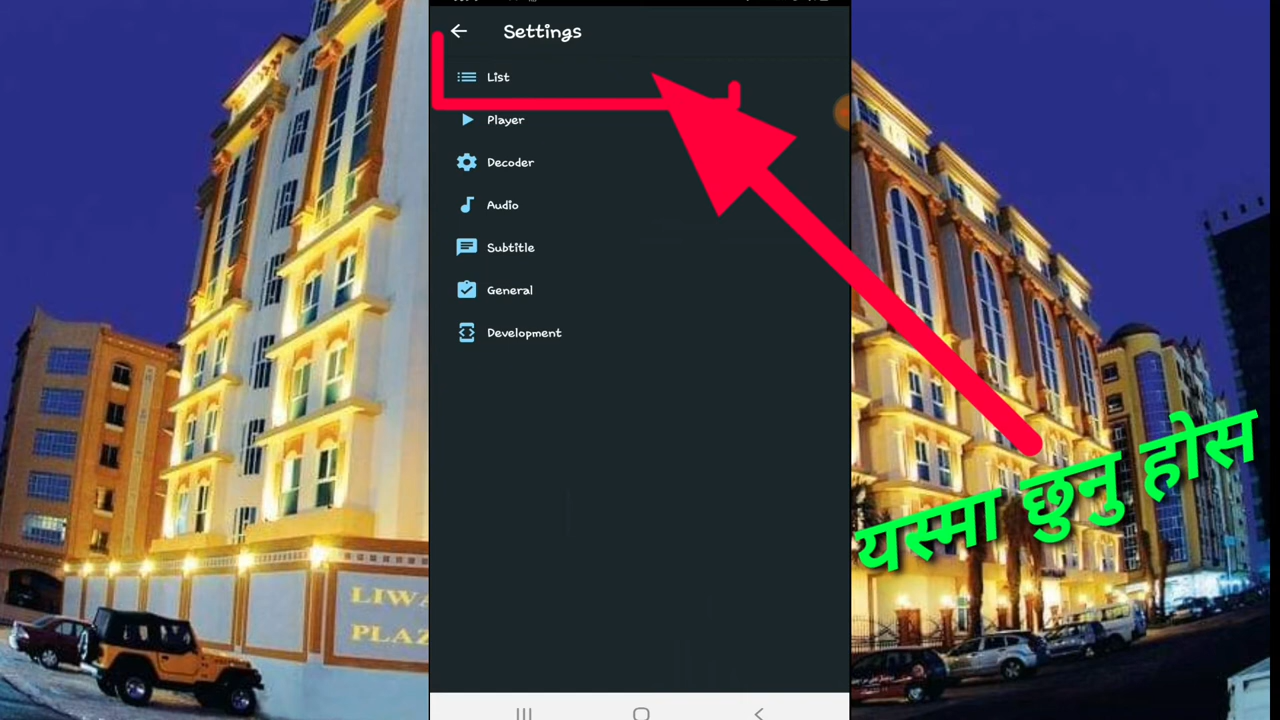 Settings
List
Player
Decoder
Audio
Subtitle
General
Development
यस्मा छुनु होस
LIWA
PLAZ